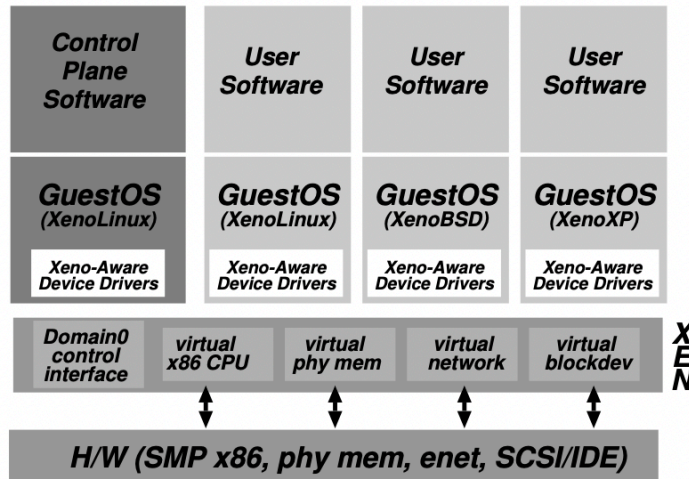 Control
Plane
Software
User
Software
User
Software
User
Software
GuestOS
(XenoLinux)
GuestOS
(XenoLinux)
GuestOS
(XenoBSD)
GuestOS
(XenoXP)
Xeno-Aware
Device Drivers
Xeno-Aware
Device Drivers
Xeno-Aware
Device Drivers
Xeno-Aware
Device Drivers
Domain0
control
interface
virtual
x86 CPU
virtual
phy mem
virtual
network
virtual
blockdev
X
E
N
H/W (SMP x86, phy mem, enet, SCSI/IDE)